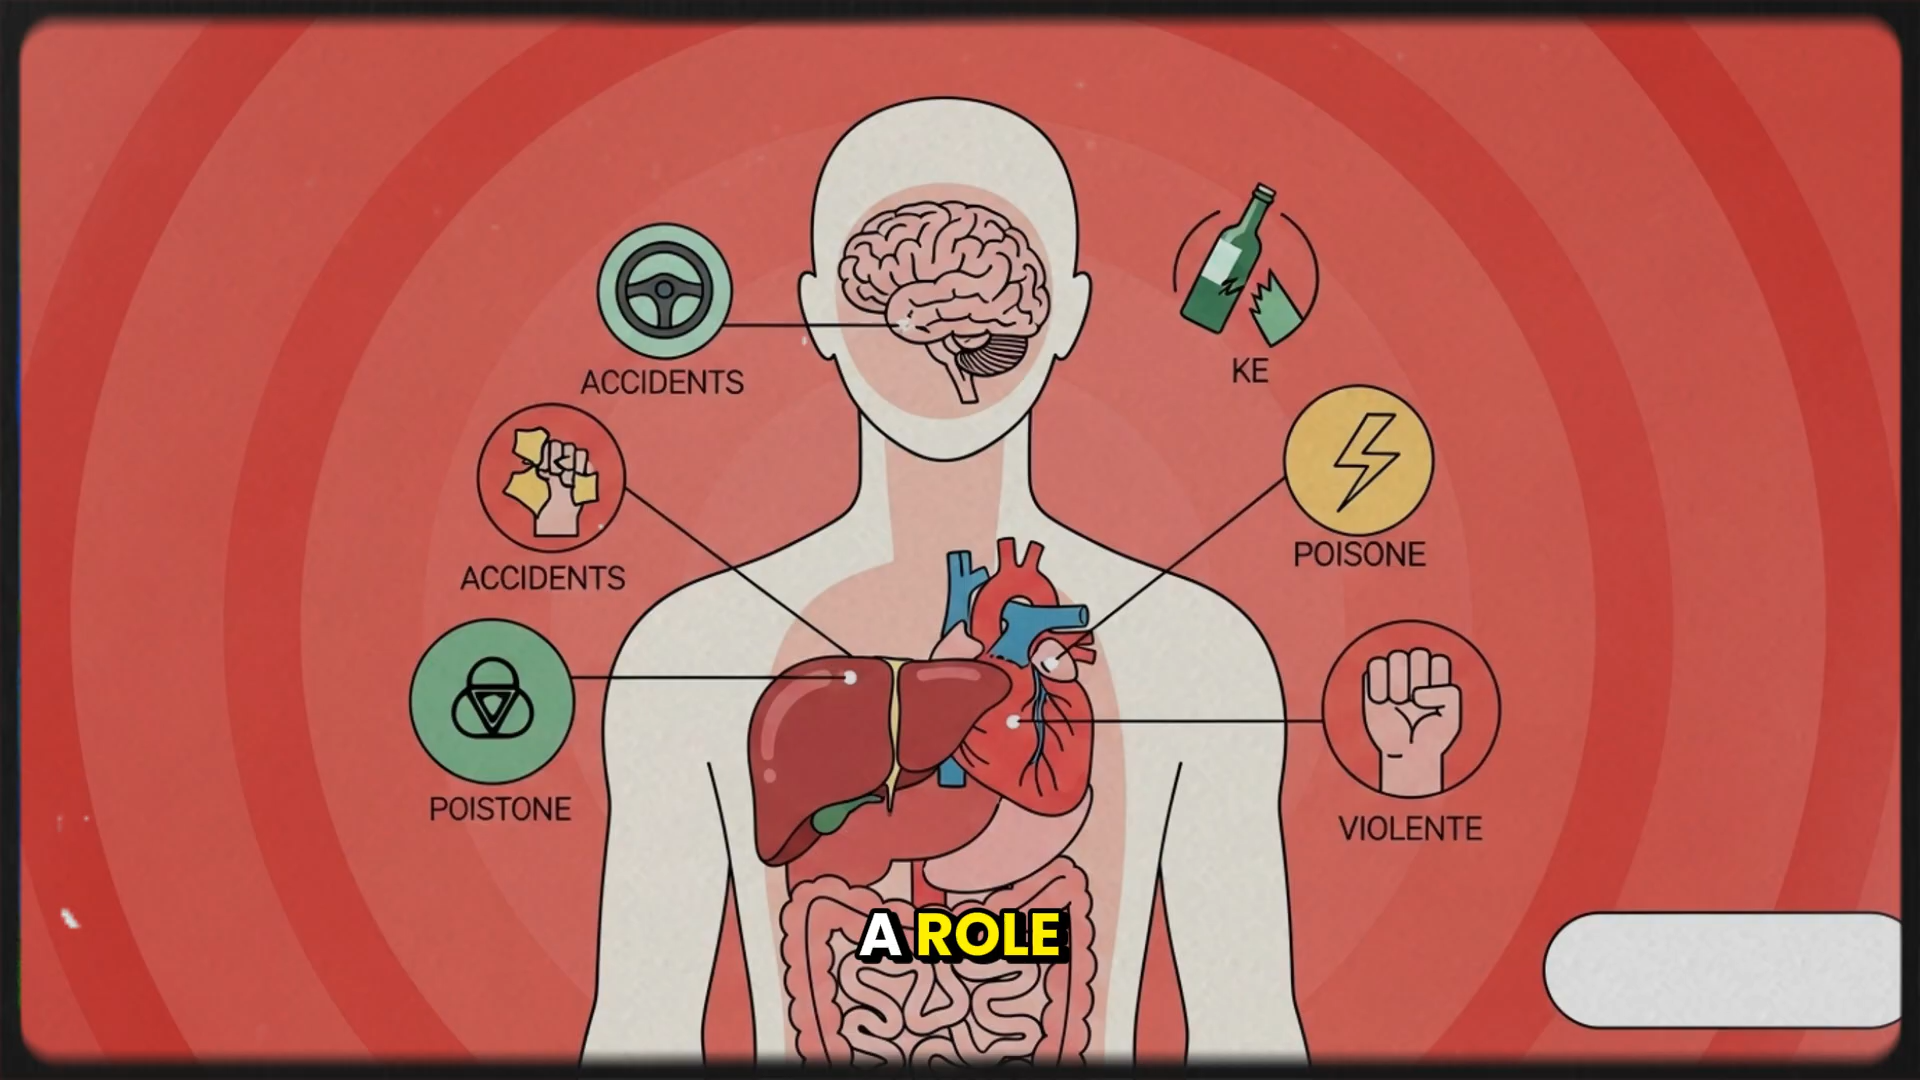 ACCIDENTS
KE
ACCIDENTS
POISONE
POISTONE
VIOLENTE
A ROLE